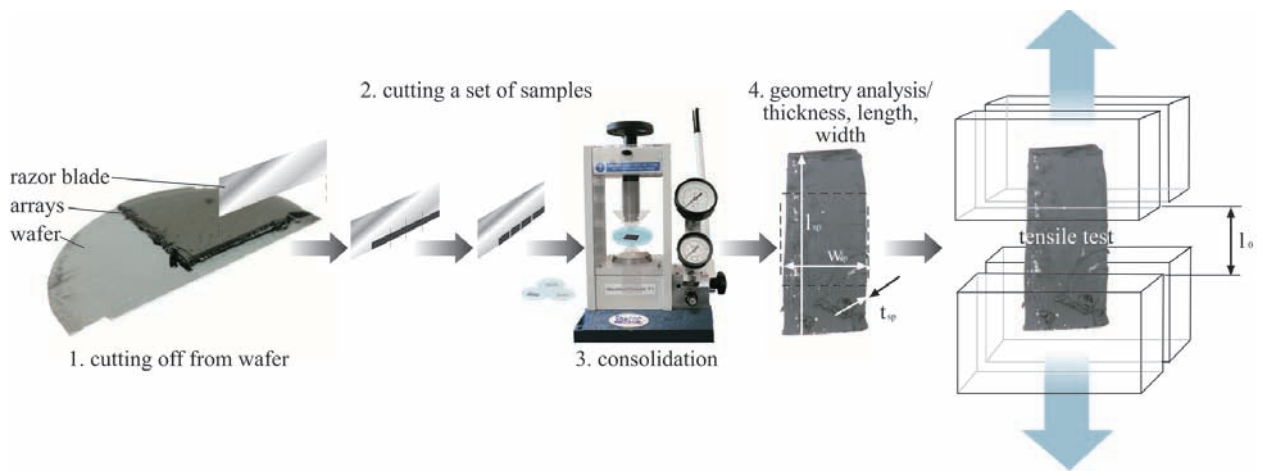 razor blade
arrays
wafer
1. cutting off from wafer
2. cutting a set of samples
3. consolidation
4. geometry analysis/
thickness, length,
width
lsp
wsp
tsp
tensile test
l0